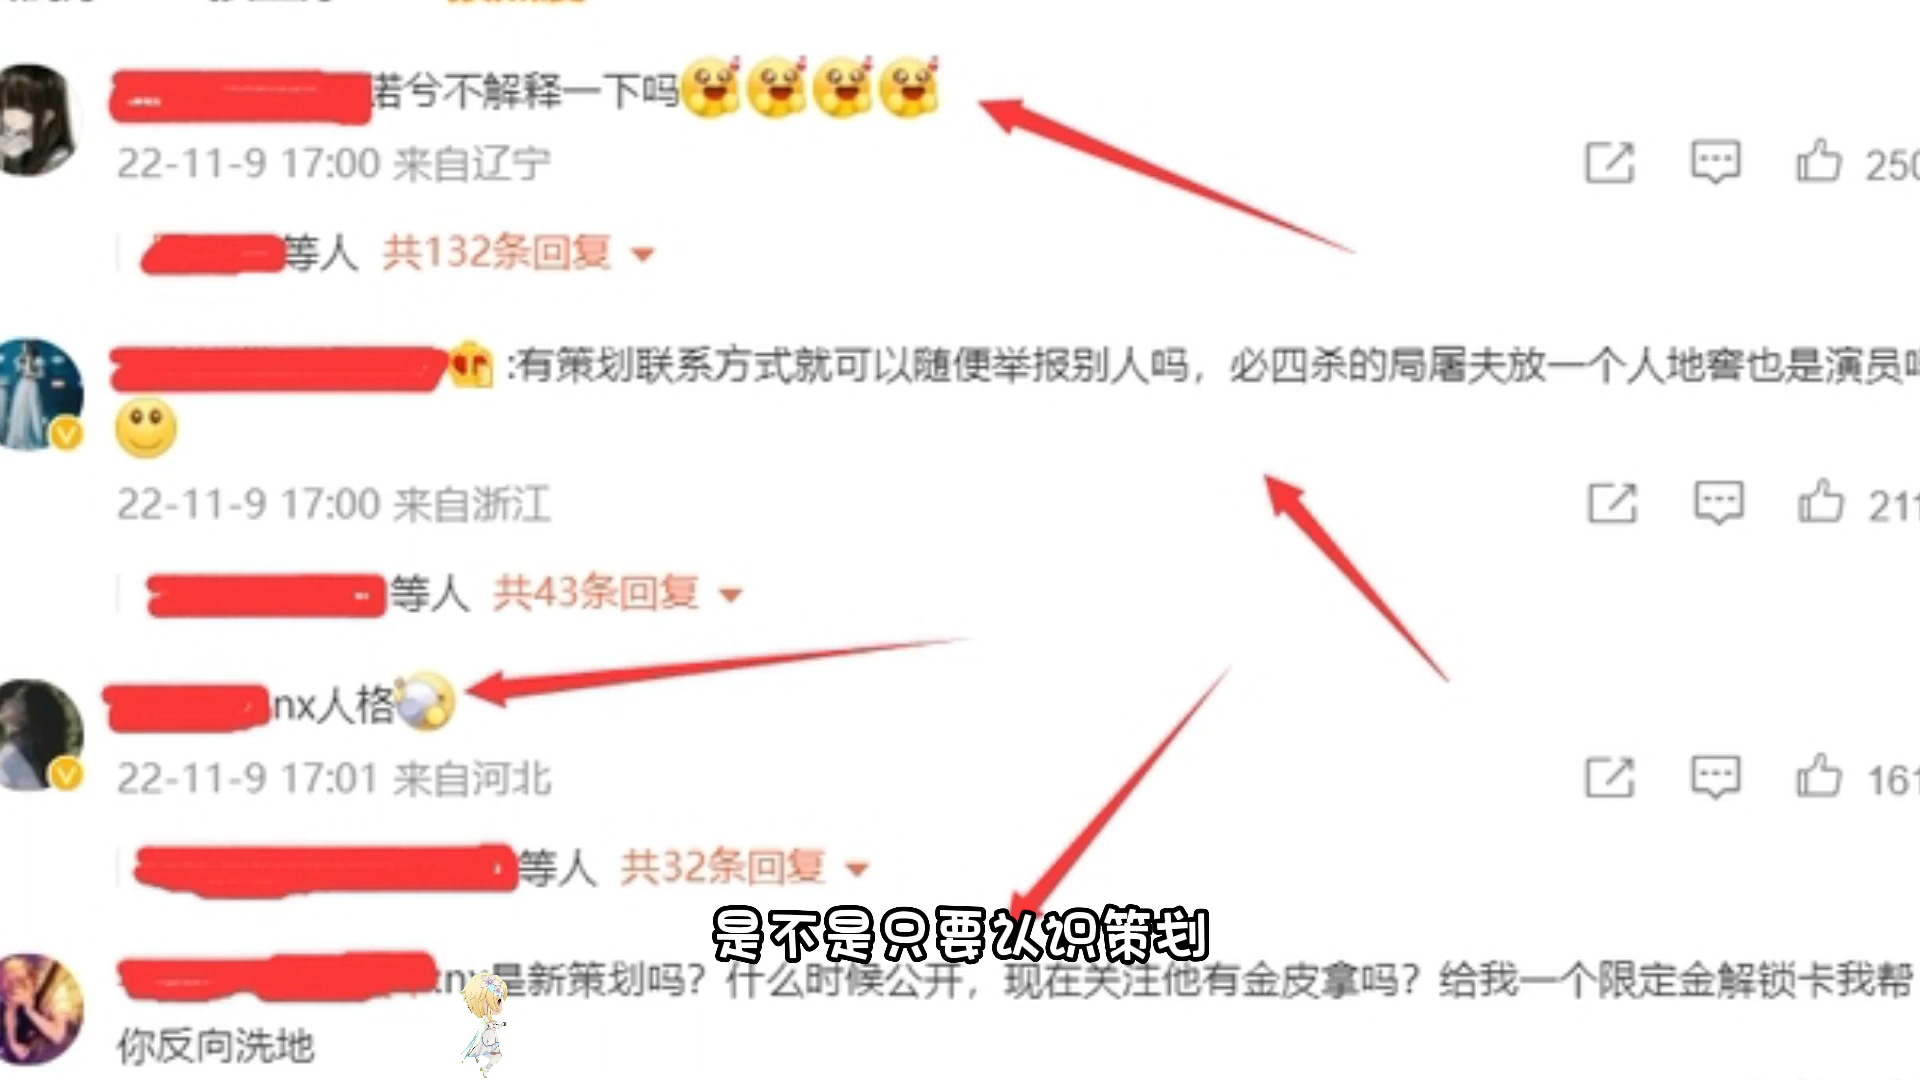 诺兮不解释一下吗
22-11-9 17:00 来自辽宁
250
等人 共132条回复
:有策划联系方式就可以随便举报别人吗，必四杀的局屠夫放一个人地窖也是演员吗
22-11-9 17:00 来自浙江
211
等人 共43条回复
nx人格
22-11-9 17:01 来自河北
161
等人 共32条回复
是不是只要认识策划
:nx是新策划吗？什么时候公开，现在关注他有金皮拿吗？给我一个限定金解锁卡我帮
你反向洗地